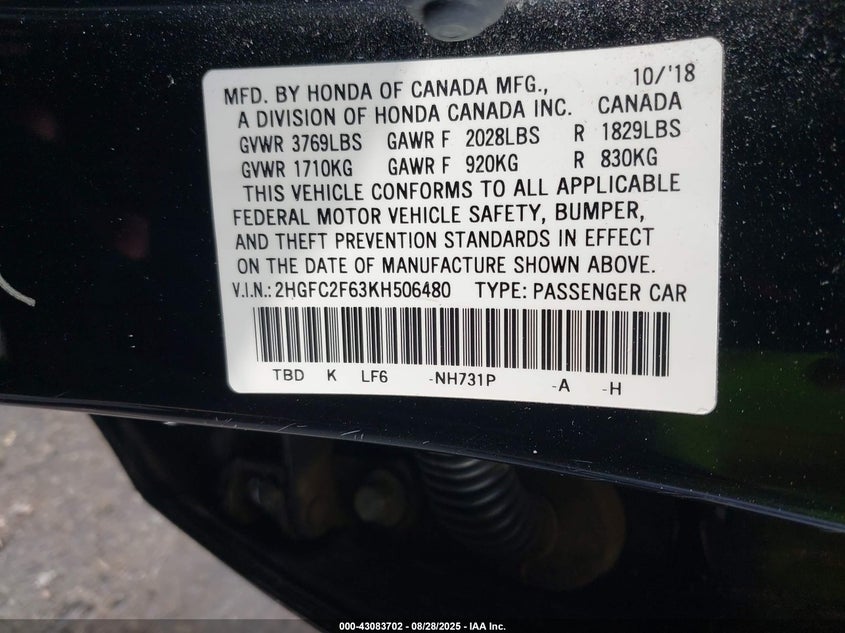 MFD. BY HONDA OF CANADA MFG., 10/'18
A DIVISION OF HONDA CANADA INC. CANADA
GVWR 3769LBS GAWR F 2028LBS R 1829LBS
GVWR 1710KG GAWR F 920KG R 830KG
THIS VEHICLE CONFORMS TO ALL APPLICABLE
FEDERAL MOTOR VEHICLE SAFETY, BUMPER,
AND THEFT PREVENTION STANDARDS IN EFFECT
ON THE DATE OF MANUFACTURE SHOWN ABOVE.
V.I.N.: 2HGFC2F63KH506480 TYPE: PASSENGER CAR
TBD K LF6 -NH731P -A -H
000-43083702 - 08/28/2025 - IAA Inc.